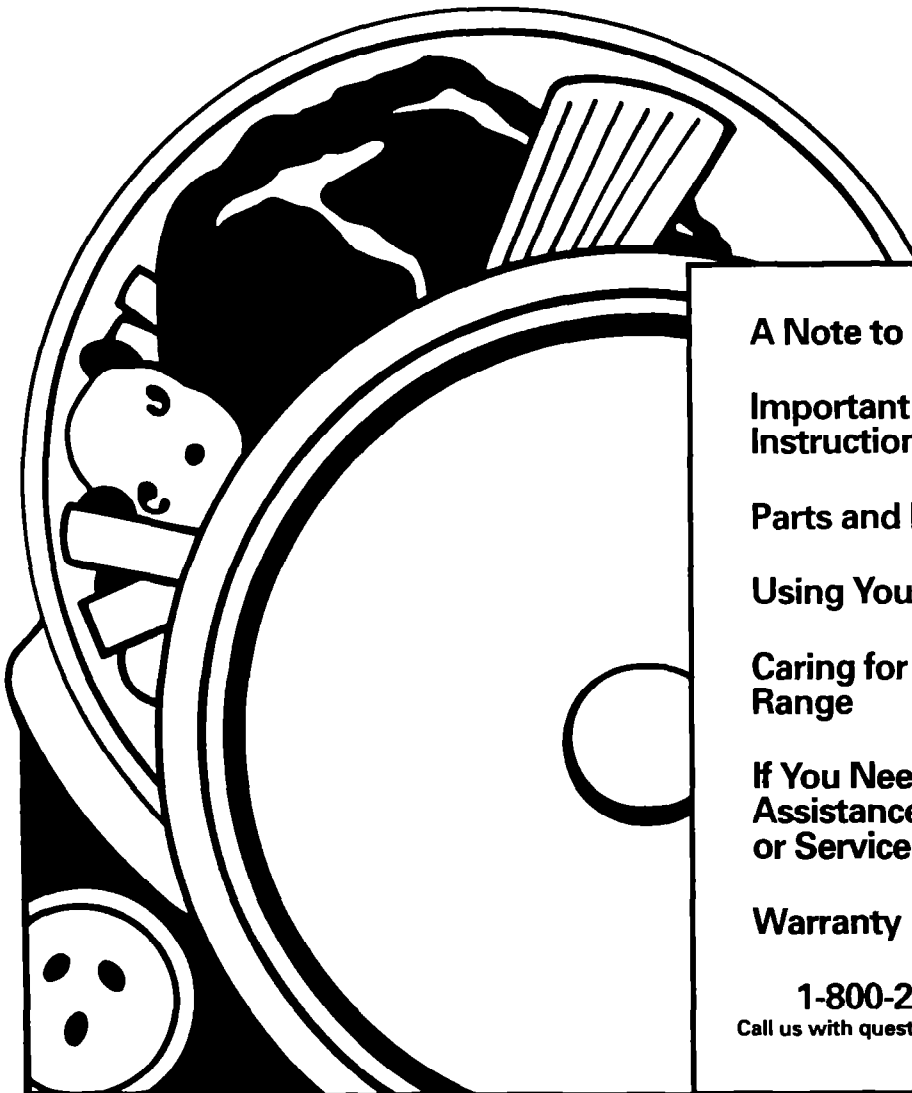 A Note to
Important
Instruction
Parts and
Using You
Caring for
Range
If You Nee
Assistance
or Service
Warranty
1-800-2
Call us with quest